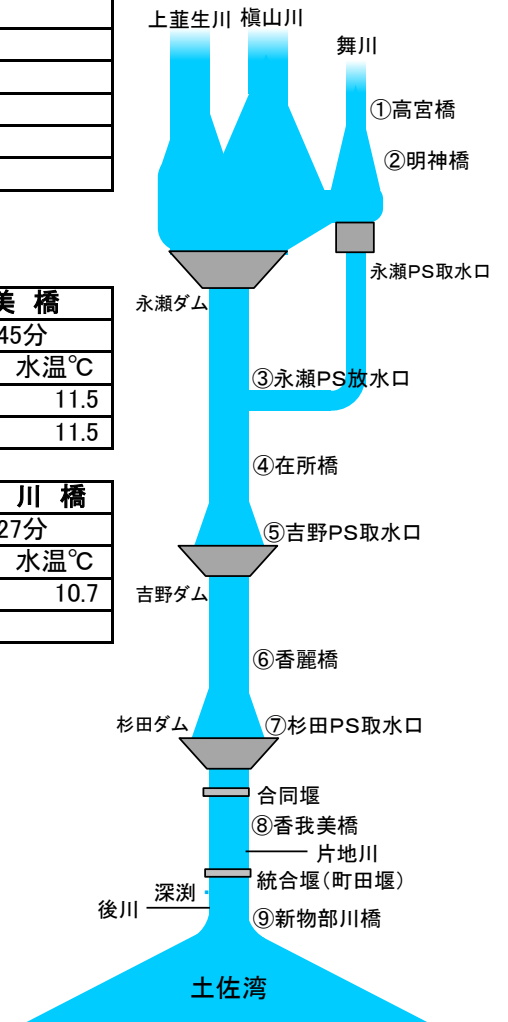 上韮生川 槇山川
舞川
①高宮橋
②明神橋
永瀬PS取水口
永瀬ダム
③永瀬PS放水口
④在所橋
⑤吉野PS取水口
吉野ダム
⑥香麗橋
杉田ダム ⑦杉田PS取水口
合同堰
⑧香我美橋
片地川
統合堰(町田堰)
深渕
後川
⑨新物部川橋
土佐湾
美 橋
45分
水温℃
11.5
11.5
川 橋
27分
水温℃
10.7